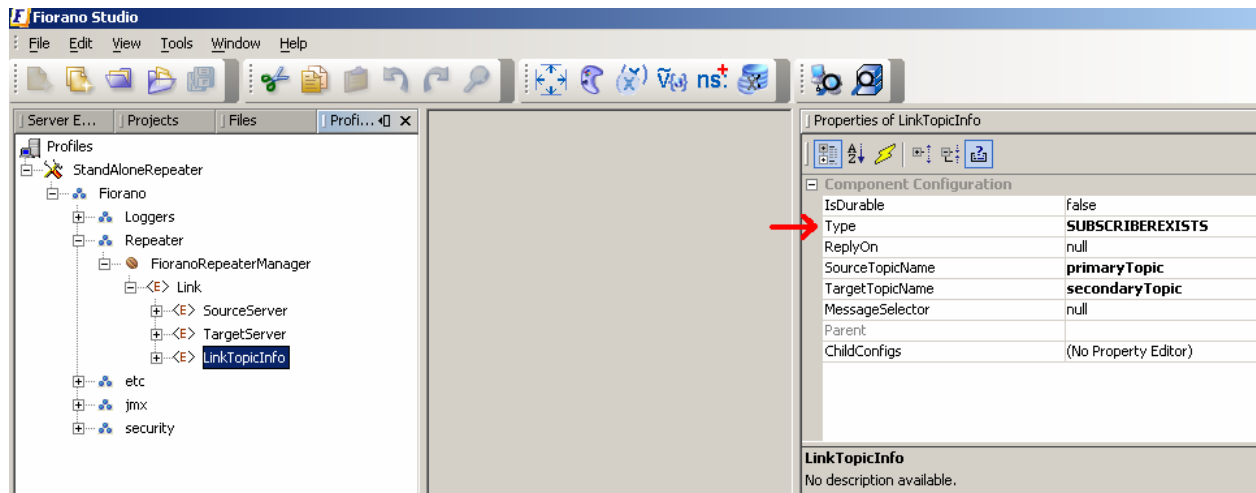 Fiorano Studio
File Edit View Tools Window Help
ns:
Server E... Projects Files Profi...
Profiles
StandAloneRepeater
Fiorano
Loggers
Repeater
FioranoRepeaterManager
<E> Link
<E> SourceServer
<E> TargetServer
<E> LinkTopicInfo
etc
jmx
security
Properties of LinkTopicInfo
Component Configuration
IsDurable false
Type SUBSCRIBEREXISTS
ReplyOn null
SourceTopicName primaryTopic
TargetTopicName secondaryTopic
MessageSelector null
Parent
ChildConfigs (No Property Editor)
LinkTopicInfo
No description available.